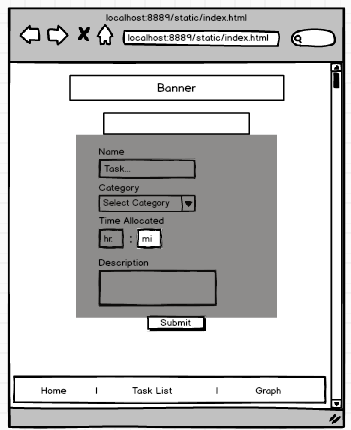 localhost:8889/static/index.html
localhost:8889/static/index.html
Banner
Name
Task...
Category
Select Category
Time Allocated
hr : mi
Description
Submit
Home | Task List | Graph